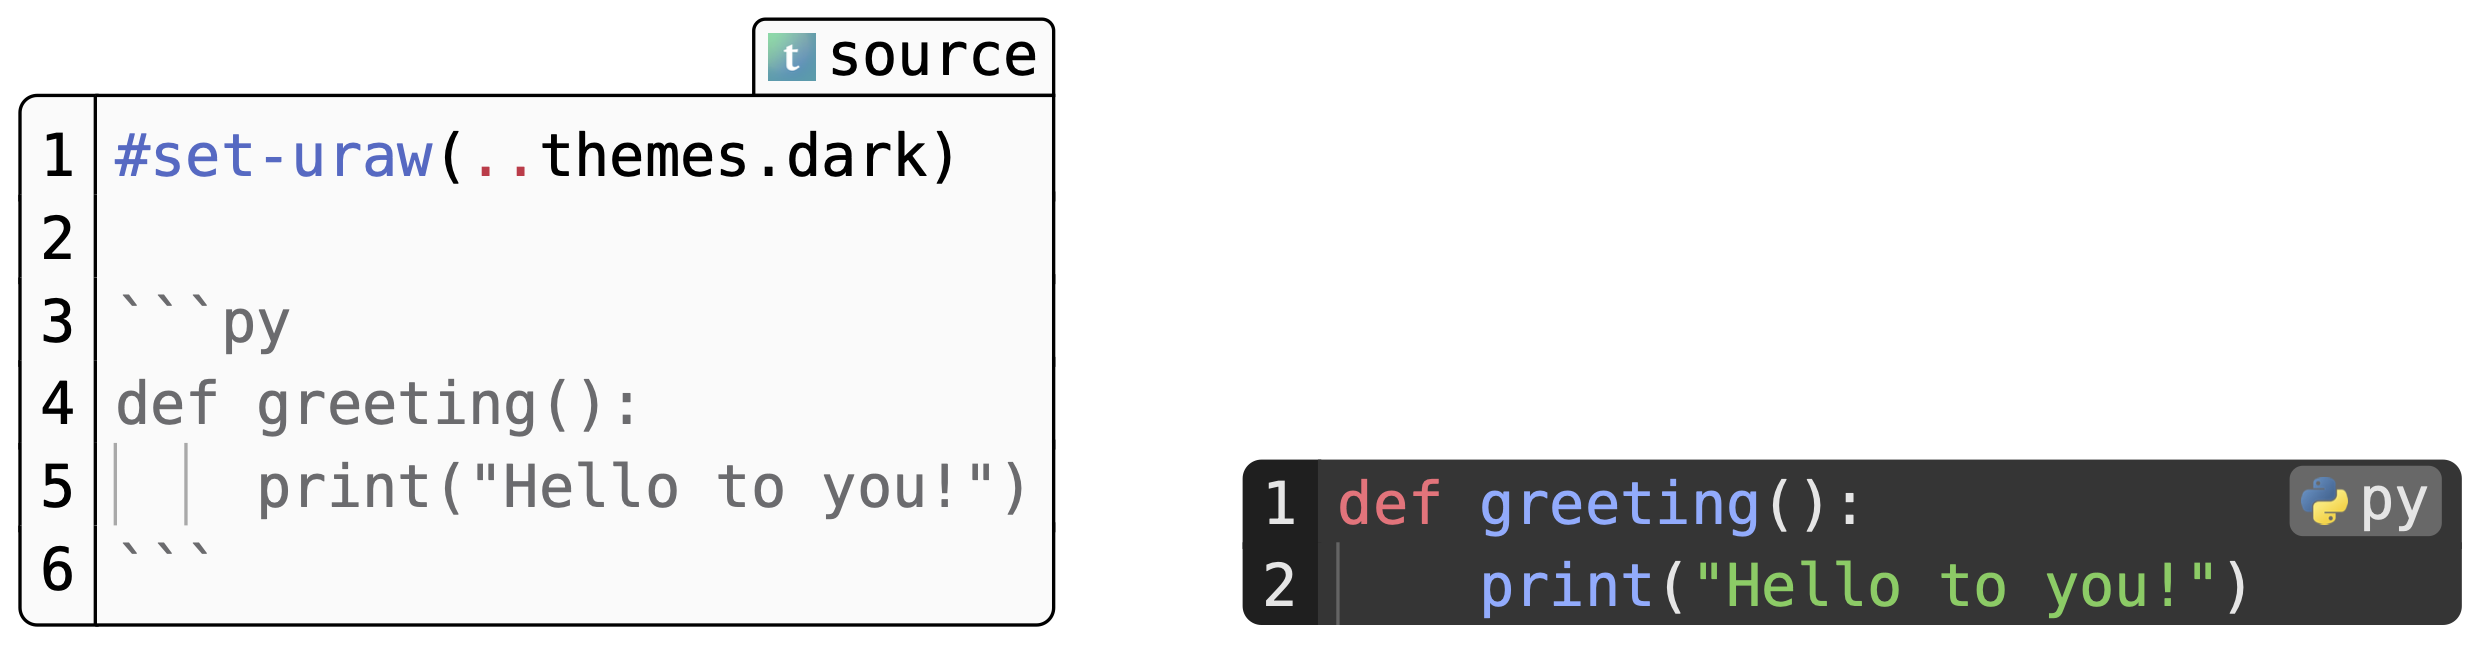 t source
1 #set-uraw(..themes.dark)
2
3 ```py
4 def greeting():
5     print("Hello to you!")
6 ```
1 def greeting(): py
2     print("Hello to you!")